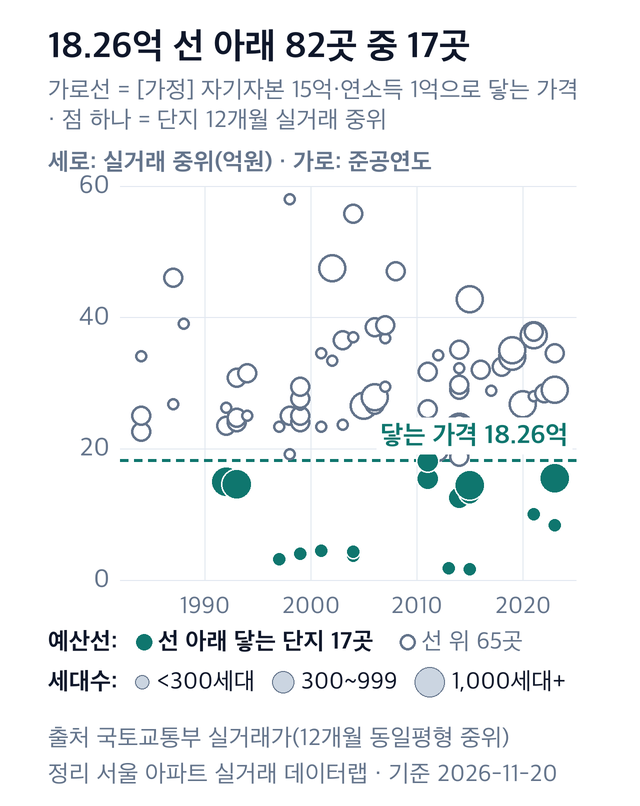 18.26억 선 아래 82곳 중 17곳
가로선 = [가정] 자기자본 15억·연소득 1억으로 닿는 가격
· 점 하나 = 단지 12개월 실거래 중위
세로: 실거래 중위(억원) · 가로: 준공연도
60
40
20
0
닿는 가격 18.26억
1990 2000 2010 2020
예산선: 선 아래 닿는 단지 17곳 선 위 65곳
세대수: <300세대 300~999 1,000세대+
출처 국토교통부 실거래가(12개월 동일평형 중위)
정리 서울 아파트 실거래 데이터랩 · 기준 2026-11-20